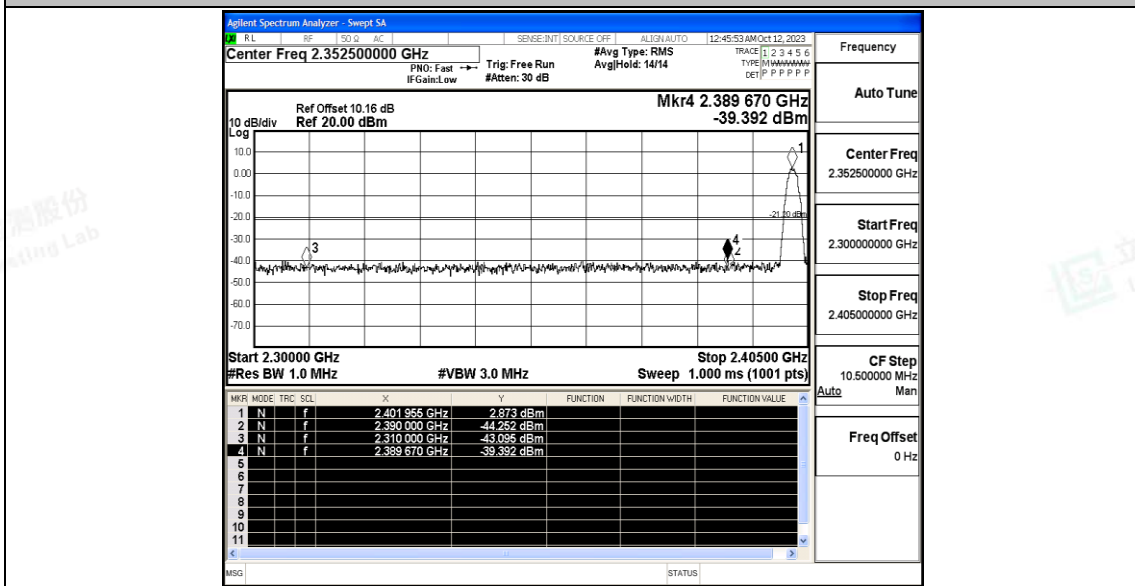 Agilent Spectrum Analyzer - Swept SA
RL RF 50 Ω AC SENSE:INT SOURCE OFF ALIGN AUTO 12:45:53 AM Oct 12, 2023
Center Freq 2.352500000 GHz
PNO: Fast
IFGain:Low
Trig: Free Run
#Atten: 30 dB
#Avg Type: RMS
Avg|Hold: 14/14
TRACE 1 2 3 4 5 6
TYPE M
DET P P P P P P
Mkr4 2.389 670 GHz
-39.392 dBm
Ref Offset 10.16 dB
10 dB/div Ref 20.00 dBm
Log
10.0
0.00
-10.0
-20.0
-30.0
-40.0
-50.0
-60.0
-70.0
1
3
4
2
Start 2.30000 GHz Stop 2.40500 GHz
#Res BW 1.0 MHz #VBW 3.0 MHz Sweep 1.000 ms (1001 pts)
MKR MODE TRC SCL X Y FUNCTION FUNCTION WIDTH FUNCTION VALUE
1 N f 2.401 955 GHz 2.873 dBm
2 N f 2.390 000 GHz -44.252 dBm
3 N f 2.310 000 GHz -43.095 dBm
4 N f 2.389 670 GHz -39.392 dBm
5
6
7
8
9
10
11
MSG STATUS
Frequency
Auto Tune
Center Freq
2.352500000 GHz
Start Freq
2.300000000 GHz
Stop Freq
2.405000000 GHz
CF Step
10.500000 MHz
Auto Man
Freq Offset
0 Hz
股份
Lab
立